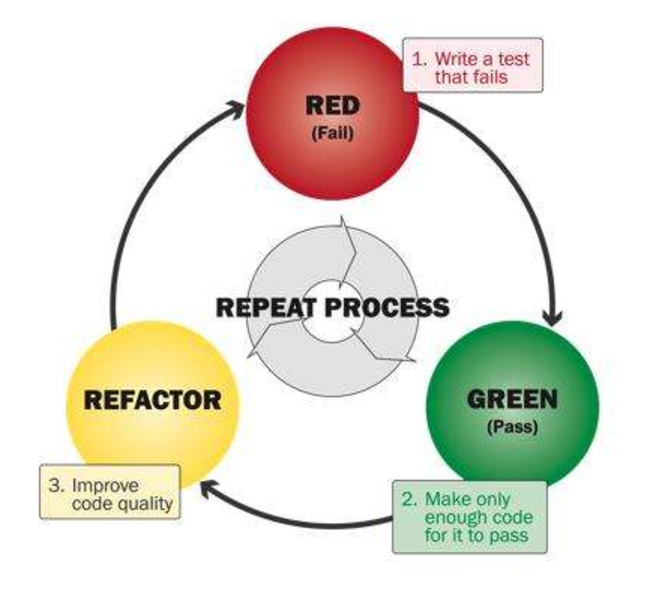 RED
(Fail)
1. Write a test
that fails
REPEAT PROCESS
REFACTOR
GREEN
(Pass)
3. Improve
code quality
2. Make only
enough code
for it to pass